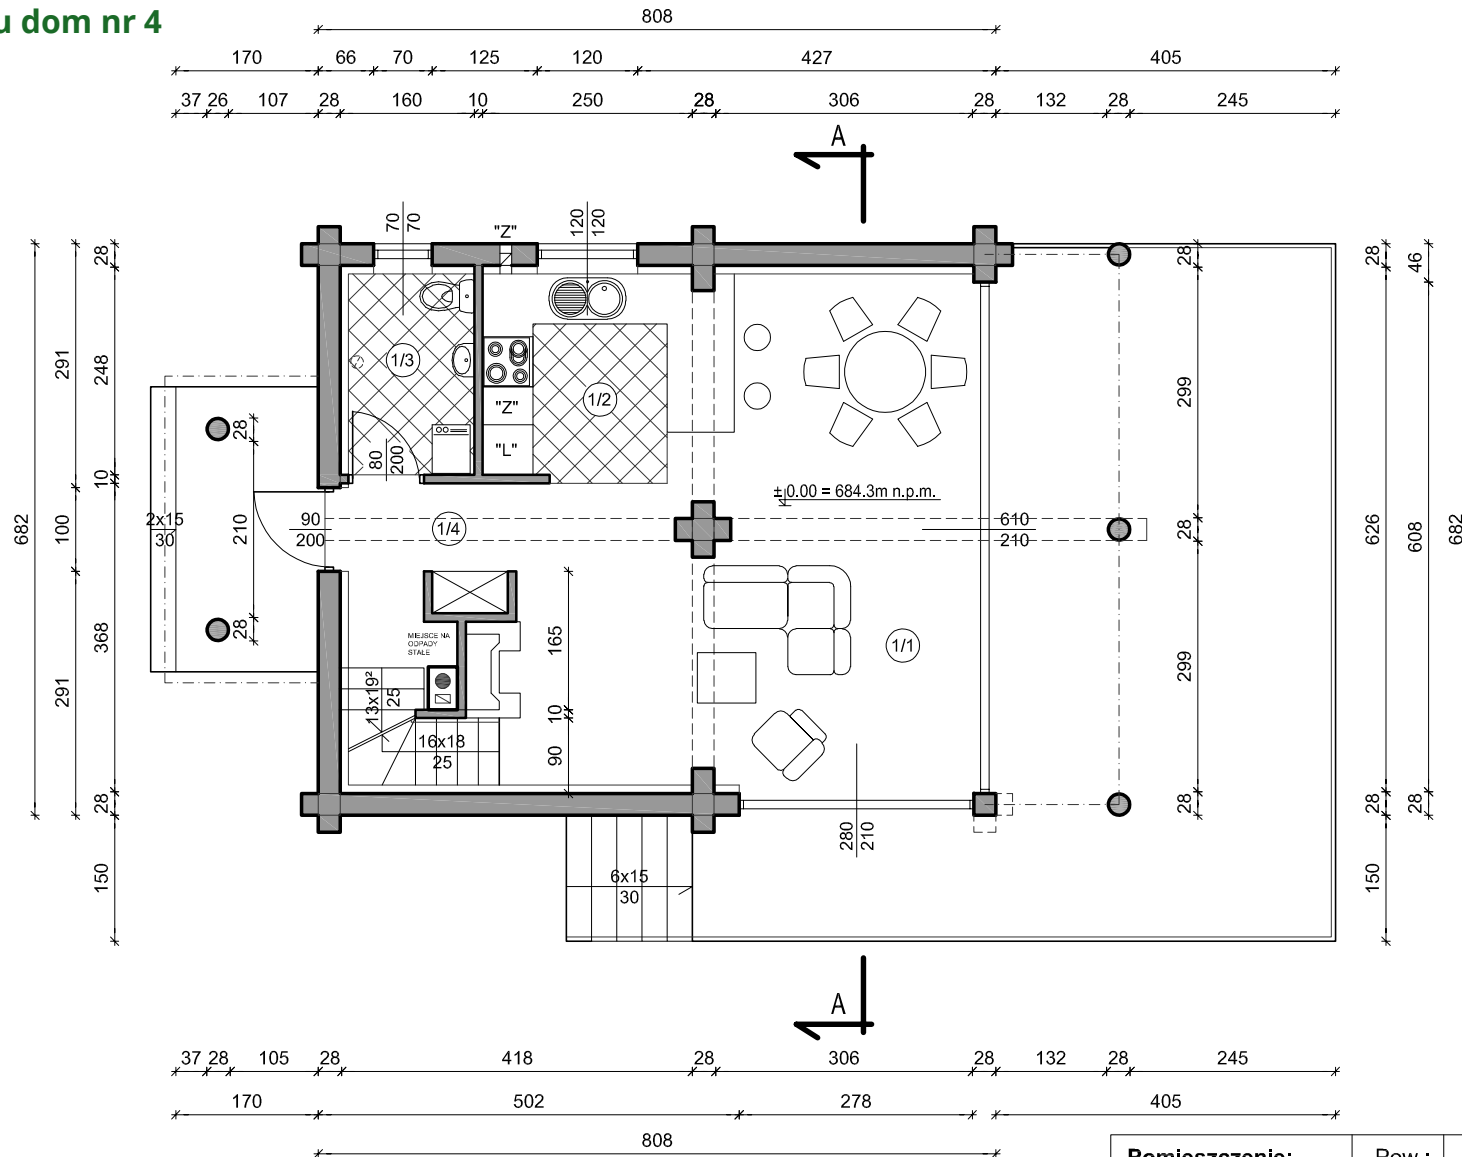 u dom nr 4
808
170 66 70 125 120 427 405
37 26 107 28 160 10 250 28 306 28 132 28 245
A
70
70
"Z"
120
120
28
28
28
46
1/3
1/2
291
248
299
"Z"
"L"
28
80
200
10
± 0.00 = 684.3m n.p.m.
682
100
2x15
30
210
90
200
1/4
610
210
28
626
608
682
368
28
MIEJSCE NA
ODPADY
STAŁE
165
1/1
299
291
13x19²
25
10
16x18
25
90
28
28
28
28
280
210
150
6x15
30
150
A
37 28 105 28 418 28 306 28 132 28 245
170 502 278 405
808
Pomieszczenie: Pow.: